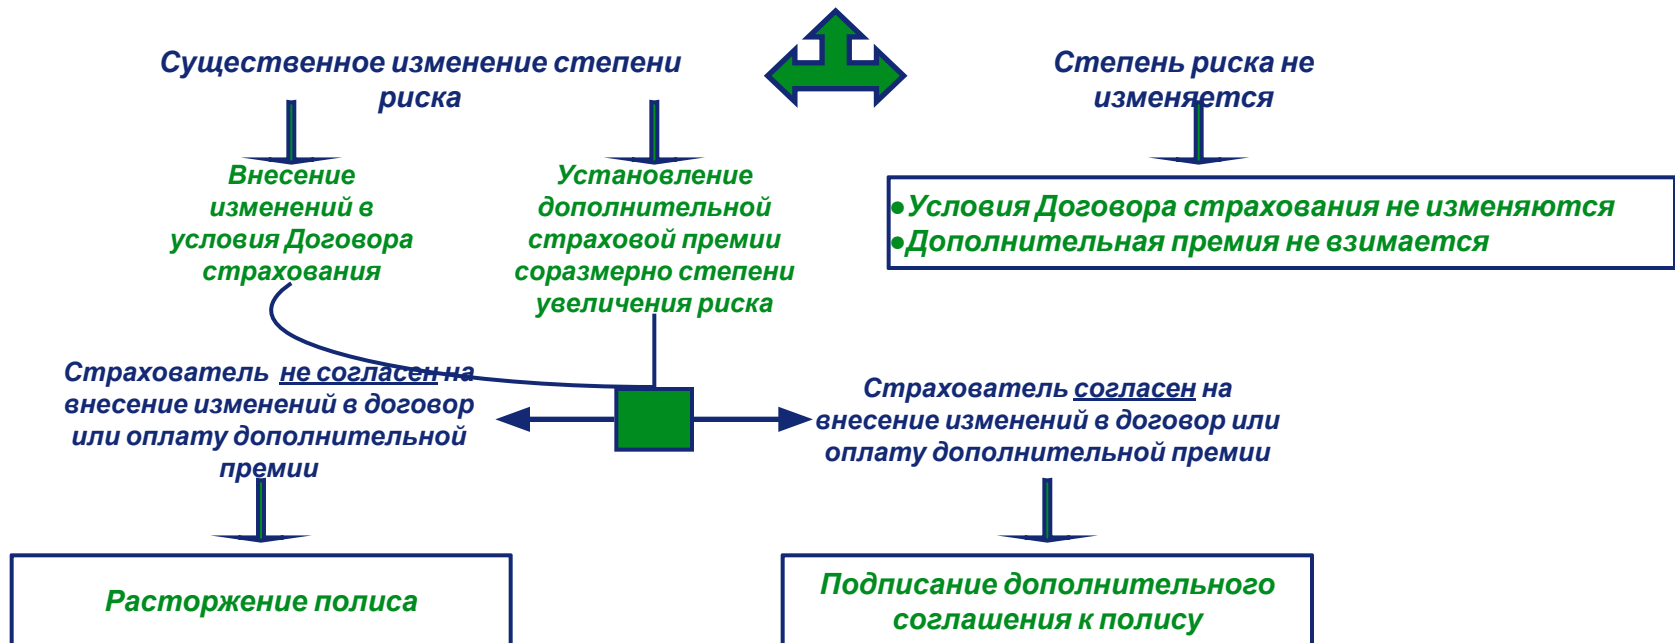 Существенное изменение степени
риска
Степень риска не
изменяется
Внесение
изменений в
условия Договора
страхования
Установление
дополнительной
страховой премии
соразмерно степени
увеличения риска
●Условия Договора страхования не изменяются
●Дополнительная премия не взимается
Страхователь не согласен на
внесение изменений в договор
или оплату дополнительной
премии
Страхователь согласен на
внесение изменений в договор или
оплату дополнительной премии
Расторжение полиса
Подписание дополнительного
соглашения к полису